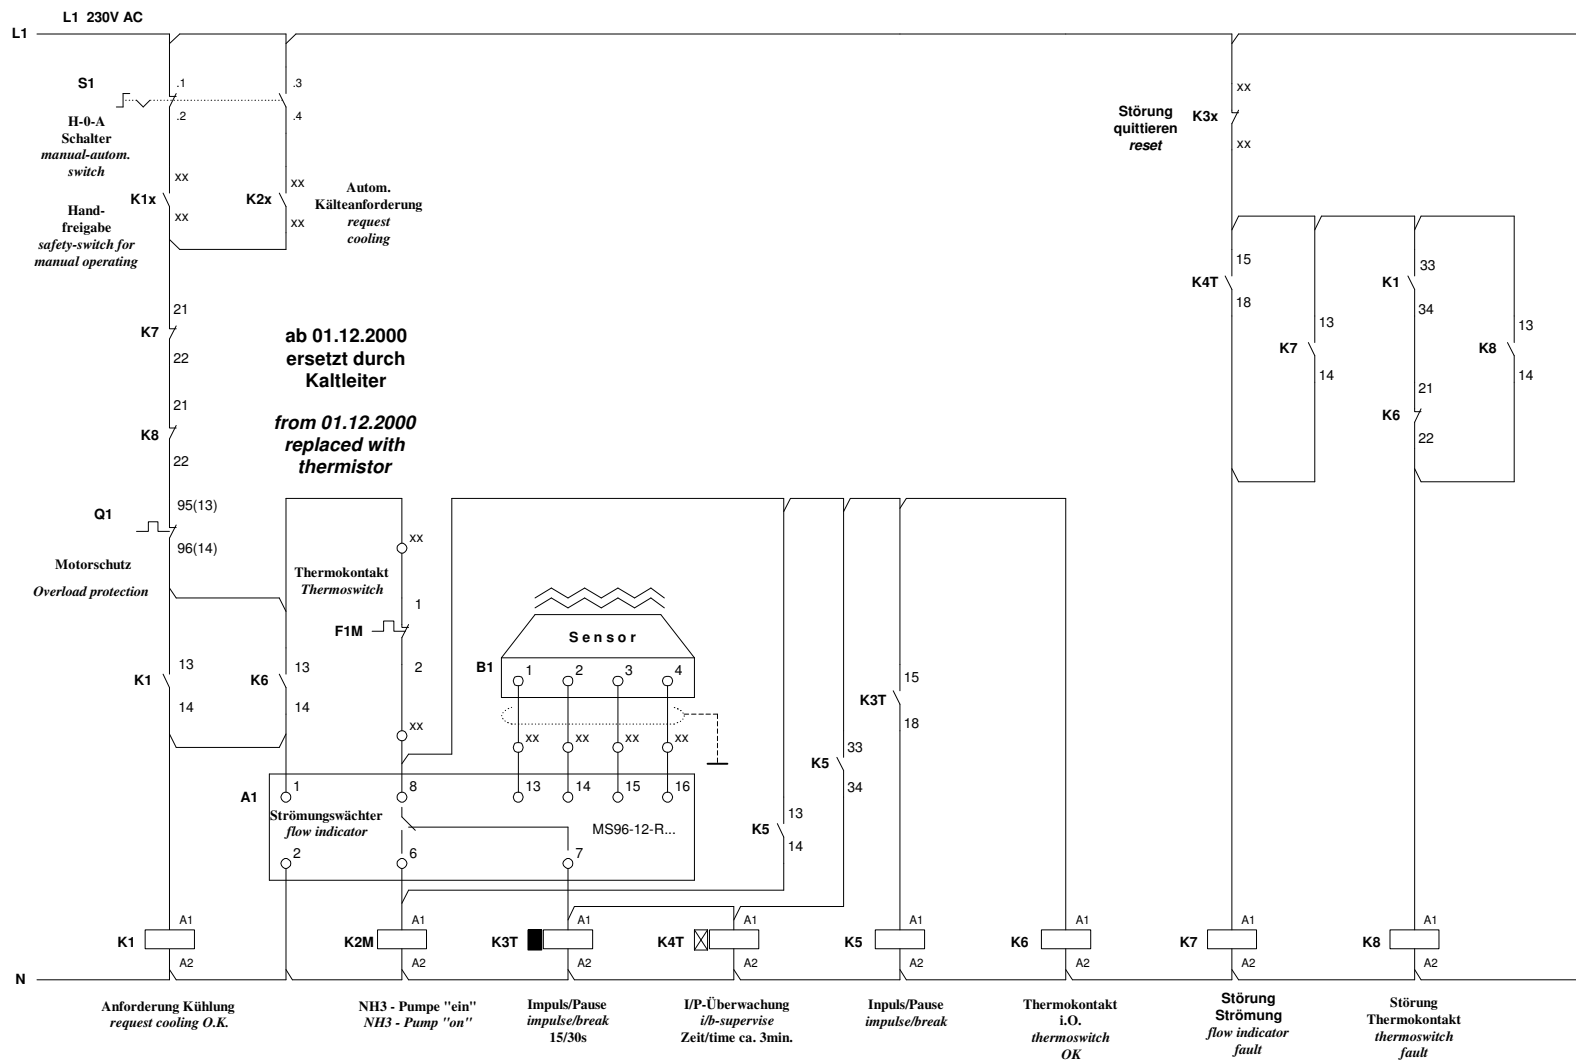 L1 230V AC
L1
S1
.1
.3
.2
.4
H-0-A
Schalter
manual-autom.
switch
xx
xx
K1x
K2x
xx
xx
Hand-
freigabe
safety-switch for
manual operating
Autom.
Kälteanforderung
request
cooling
xx
Störung
quittieren
reset
K3x
xx
21
K7
22
21
K8
22
ab 01.12.2000
ersetzt durch
Kaltleiter
from 01.12.2000
replaced with
thermistor
15
K4T
18
13
K7
14
33
K1
34
21
K6
22
13
K8
14
95(13)
Q1
96(14)
Motorschutz
Overload protection
xx
Thermokontakt
Thermoswitch
1
F1M
2
xx
Sensor
B1
1
2
3
4
xx
xx
xx
xx
13
K1
14
13
K6
14
15
K3T
18
33
K5
34
13
K5
14
A1
1
8
13
14
15
16
Strömungswächter
flow indicator
MS96-12-R...
2
6
7
A1
K1
A2
A1
K2M
A2
A1
K3T
A2
A1
K4T
A2
A1
K5
A2
A1
K6
A2
A1
K7
A2
A1
K8
A2
N
Anforderung Kühlung
request cooling O.K.
NH3 - Pumpe "ein"
NH3 - Pump "on"
Impuls/Pause
impulse/break
15/30s
I/P-Überwachung
i/b-supervise
Zeit/time ca. 3min.
Inpuls/Pause
impulse/break
Thermokontakt
i.O.
thermoswitch
OK
Störung
Strömung
flow indicator
fault
Störung
Thermokontakt
thermoswitch
fault